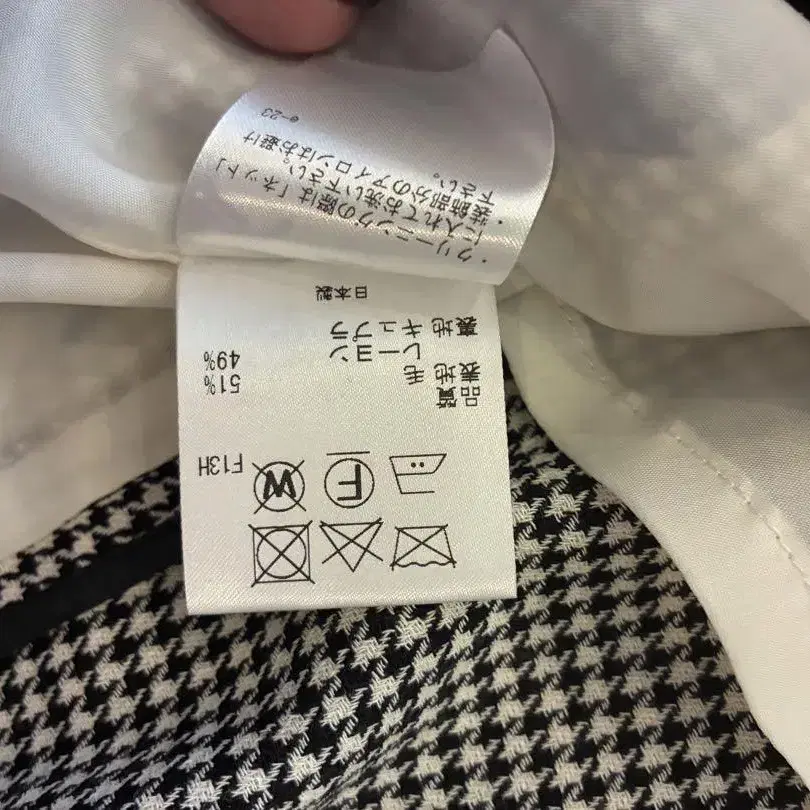 F W F13H
品質
表地 毛 51%
レーヨン 49%
裏地 キュプラ
日本製
・クリーニングの際は「ネット」
に入れてお洗い下さい。
・装飾部分のアイロンはお避け
下さい。
e-23